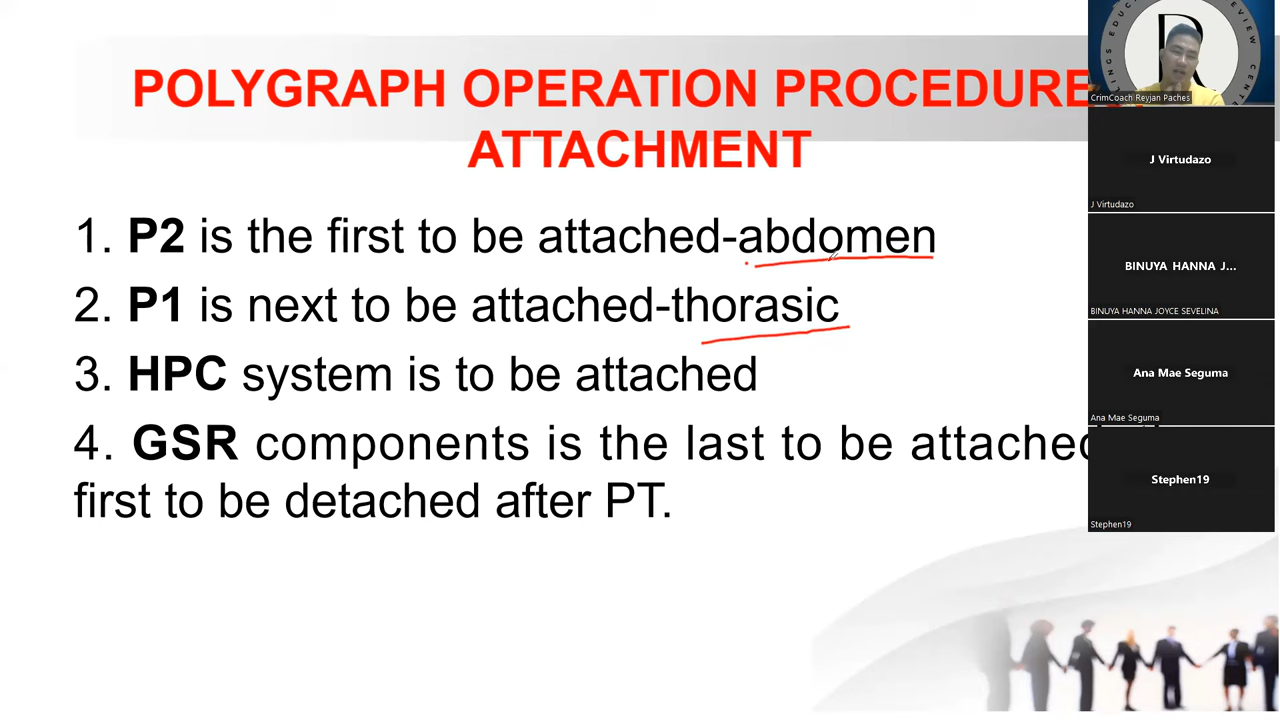 POLYGRAPH OPERATION PROCEDURE
ATTACHMENT
1. P2 is the first to be attached-abdomen
2. P1 is next to be attached-thorasic
3. HPC system is to be attached
4. GSR components is the last to be attached
first to be detached after PT.
CrimCoach Reyjan Paches
J Virtudazo
J Virtudazo
BINUYA HANNA J...
BINUYA HANNA JOYCE SEVELINA
Ana Mae Seguma
Ana Mae Seguma
Stephen19
Stephen19